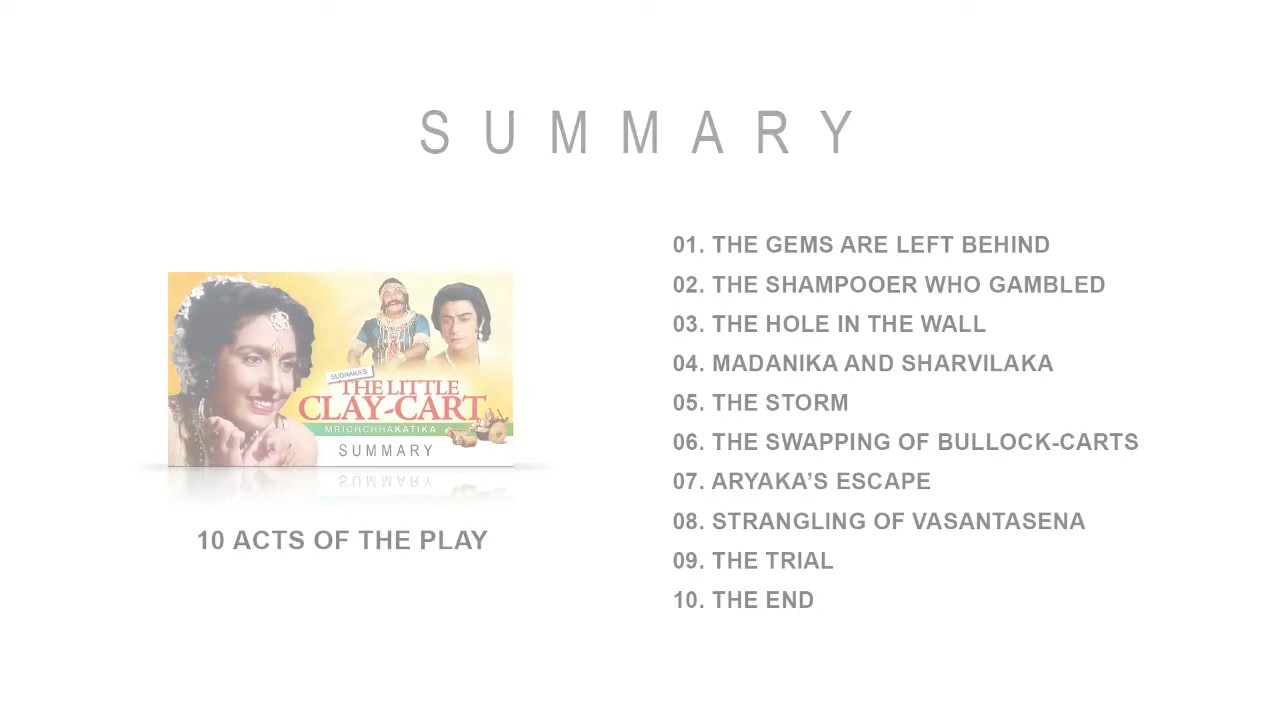 SUMMARY
SUDRAKA'S
THE LITTLE
CLAY-CART
MRICHCHHAKATIKA
SUMMARY
SUMMARY
10 ACTS OF THE PLAY
01. THE GEMS ARE LEFT BEHIND
02. THE SHAMPOOER WHO GAMBLED
03. THE HOLE IN THE WALL
04. MADANIKA AND SHARVILAKA
05. THE STORM
06. THE SWAPPING OF BULLOCK-CARTS
07. ARYAKA’S ESCAPE
08. STRANGLING OF VASANTASENA
09. THE TRIAL
10. THE END